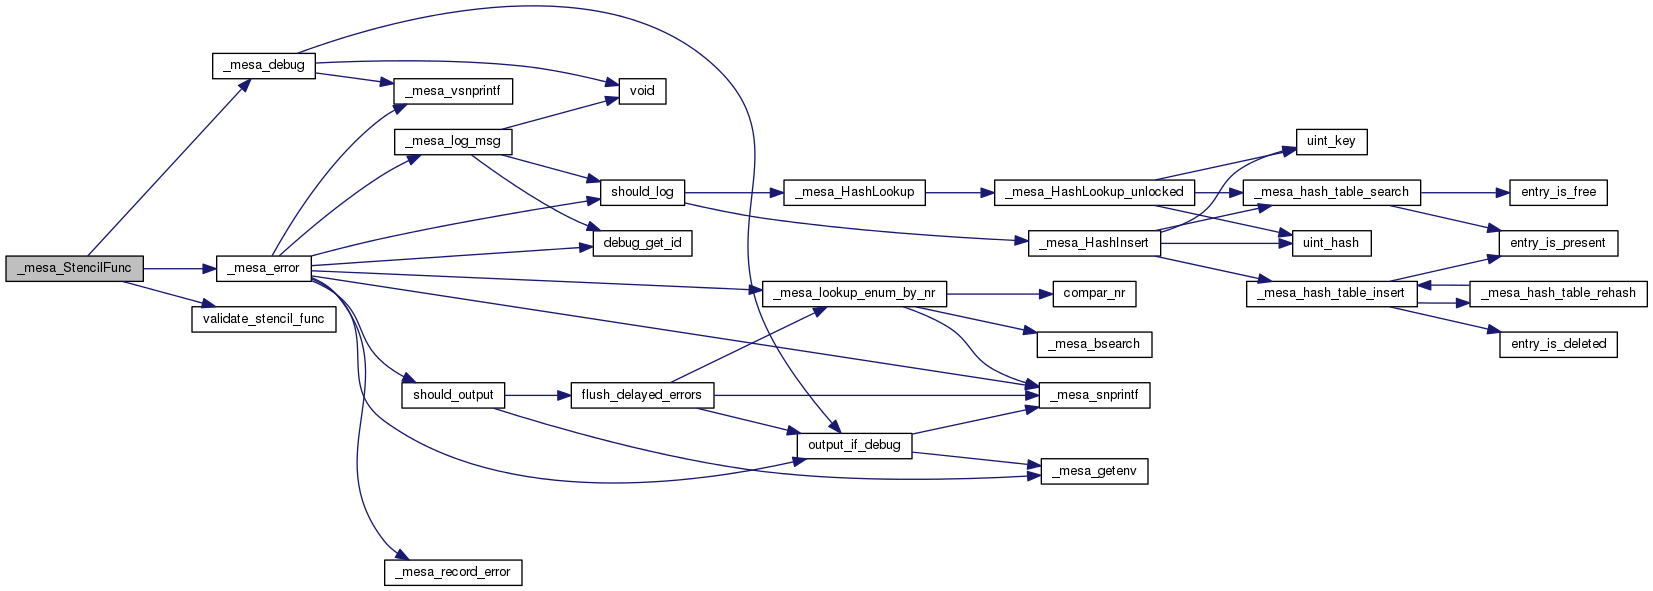 _mesa_debug
_mesa_vsnprintf
void
_mesa_log_msg
uint_key
should_log
_mesa_HashLookup
_mesa_HashLookup_unlocked
_mesa_hash_table_search
entry_is_free
debug_get_id
_mesa_HashInsert
uint_hash
entry_is_present
_mesa_StencilFunc
_mesa_error
_mesa_lookup_enum_by_nr
compar_nr
_mesa_hash_table_insert
_mesa_hash_table_rehash
validate_stencil_func
_mesa_bsearch
entry_is_deleted
should_output
flush_delayed_errors
_mesa_snprintf
output_if_debug
_mesa_getenv
_mesa_record_error